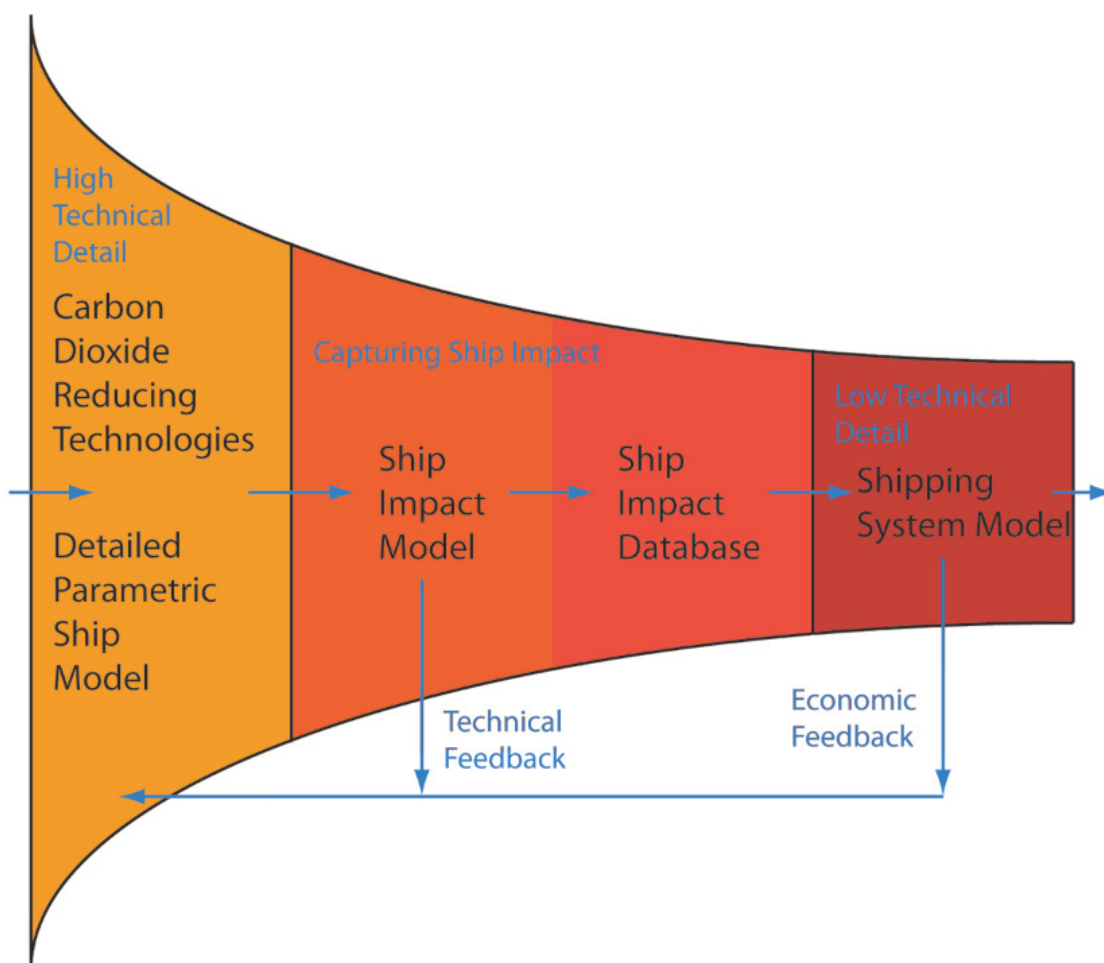 High
Technical
Detail
Carbon
Dioxide
Reducing
Technologies
Detailed
Parametric
Ship
Model
Capturing Ship Impact
Ship
Impact
Model
Ship
Impact
Database
Low Technical
Detail
Shipping
System Model
Technical
Feedback
Economic
Feedback